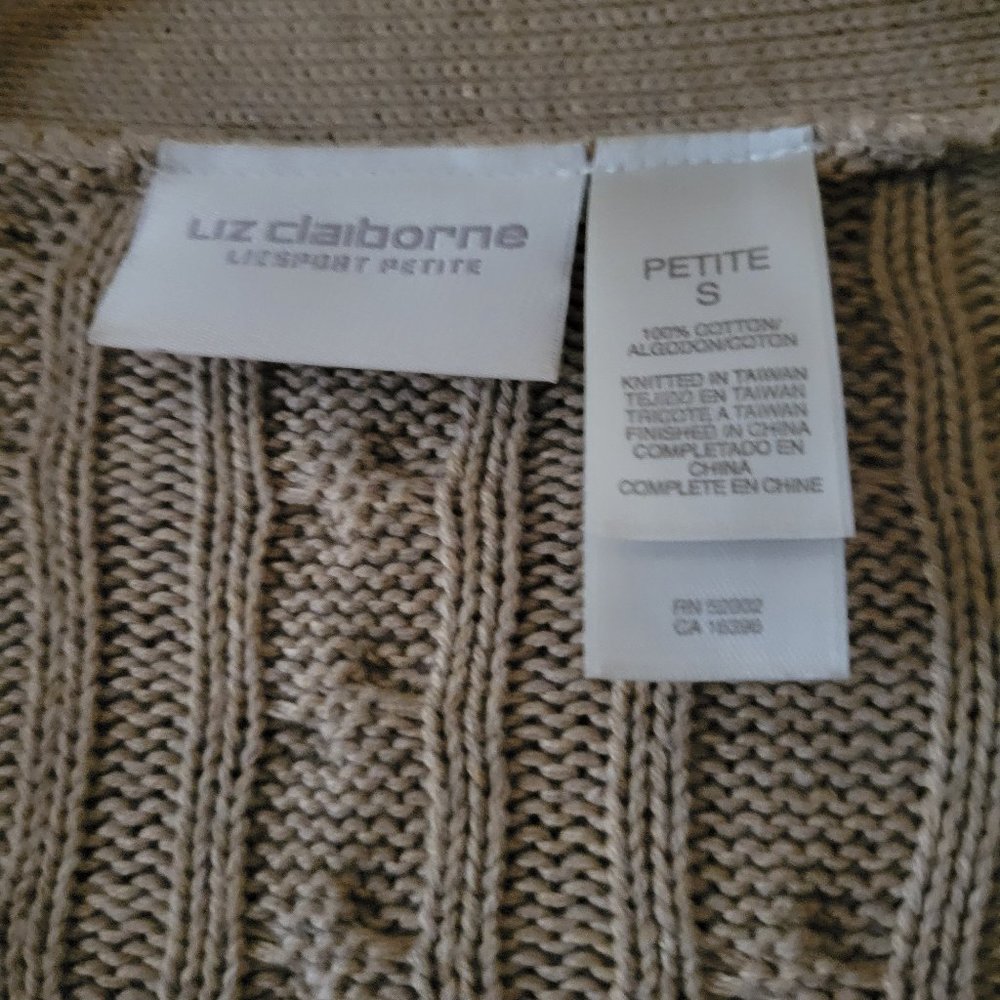 Liz claiborne
LIZSPORT PETITE
PETITE
S
100% COTTON/
ALGODON/COTON
KNITTED IN TAIWAN
TEJIDO EN TAIWAN
TRICOTE A TAIWAN
FINISHED IN CHINA
COMPLETADO EN
CHINA
COMPLETE EN CHINE
RN 52002
CA 16396